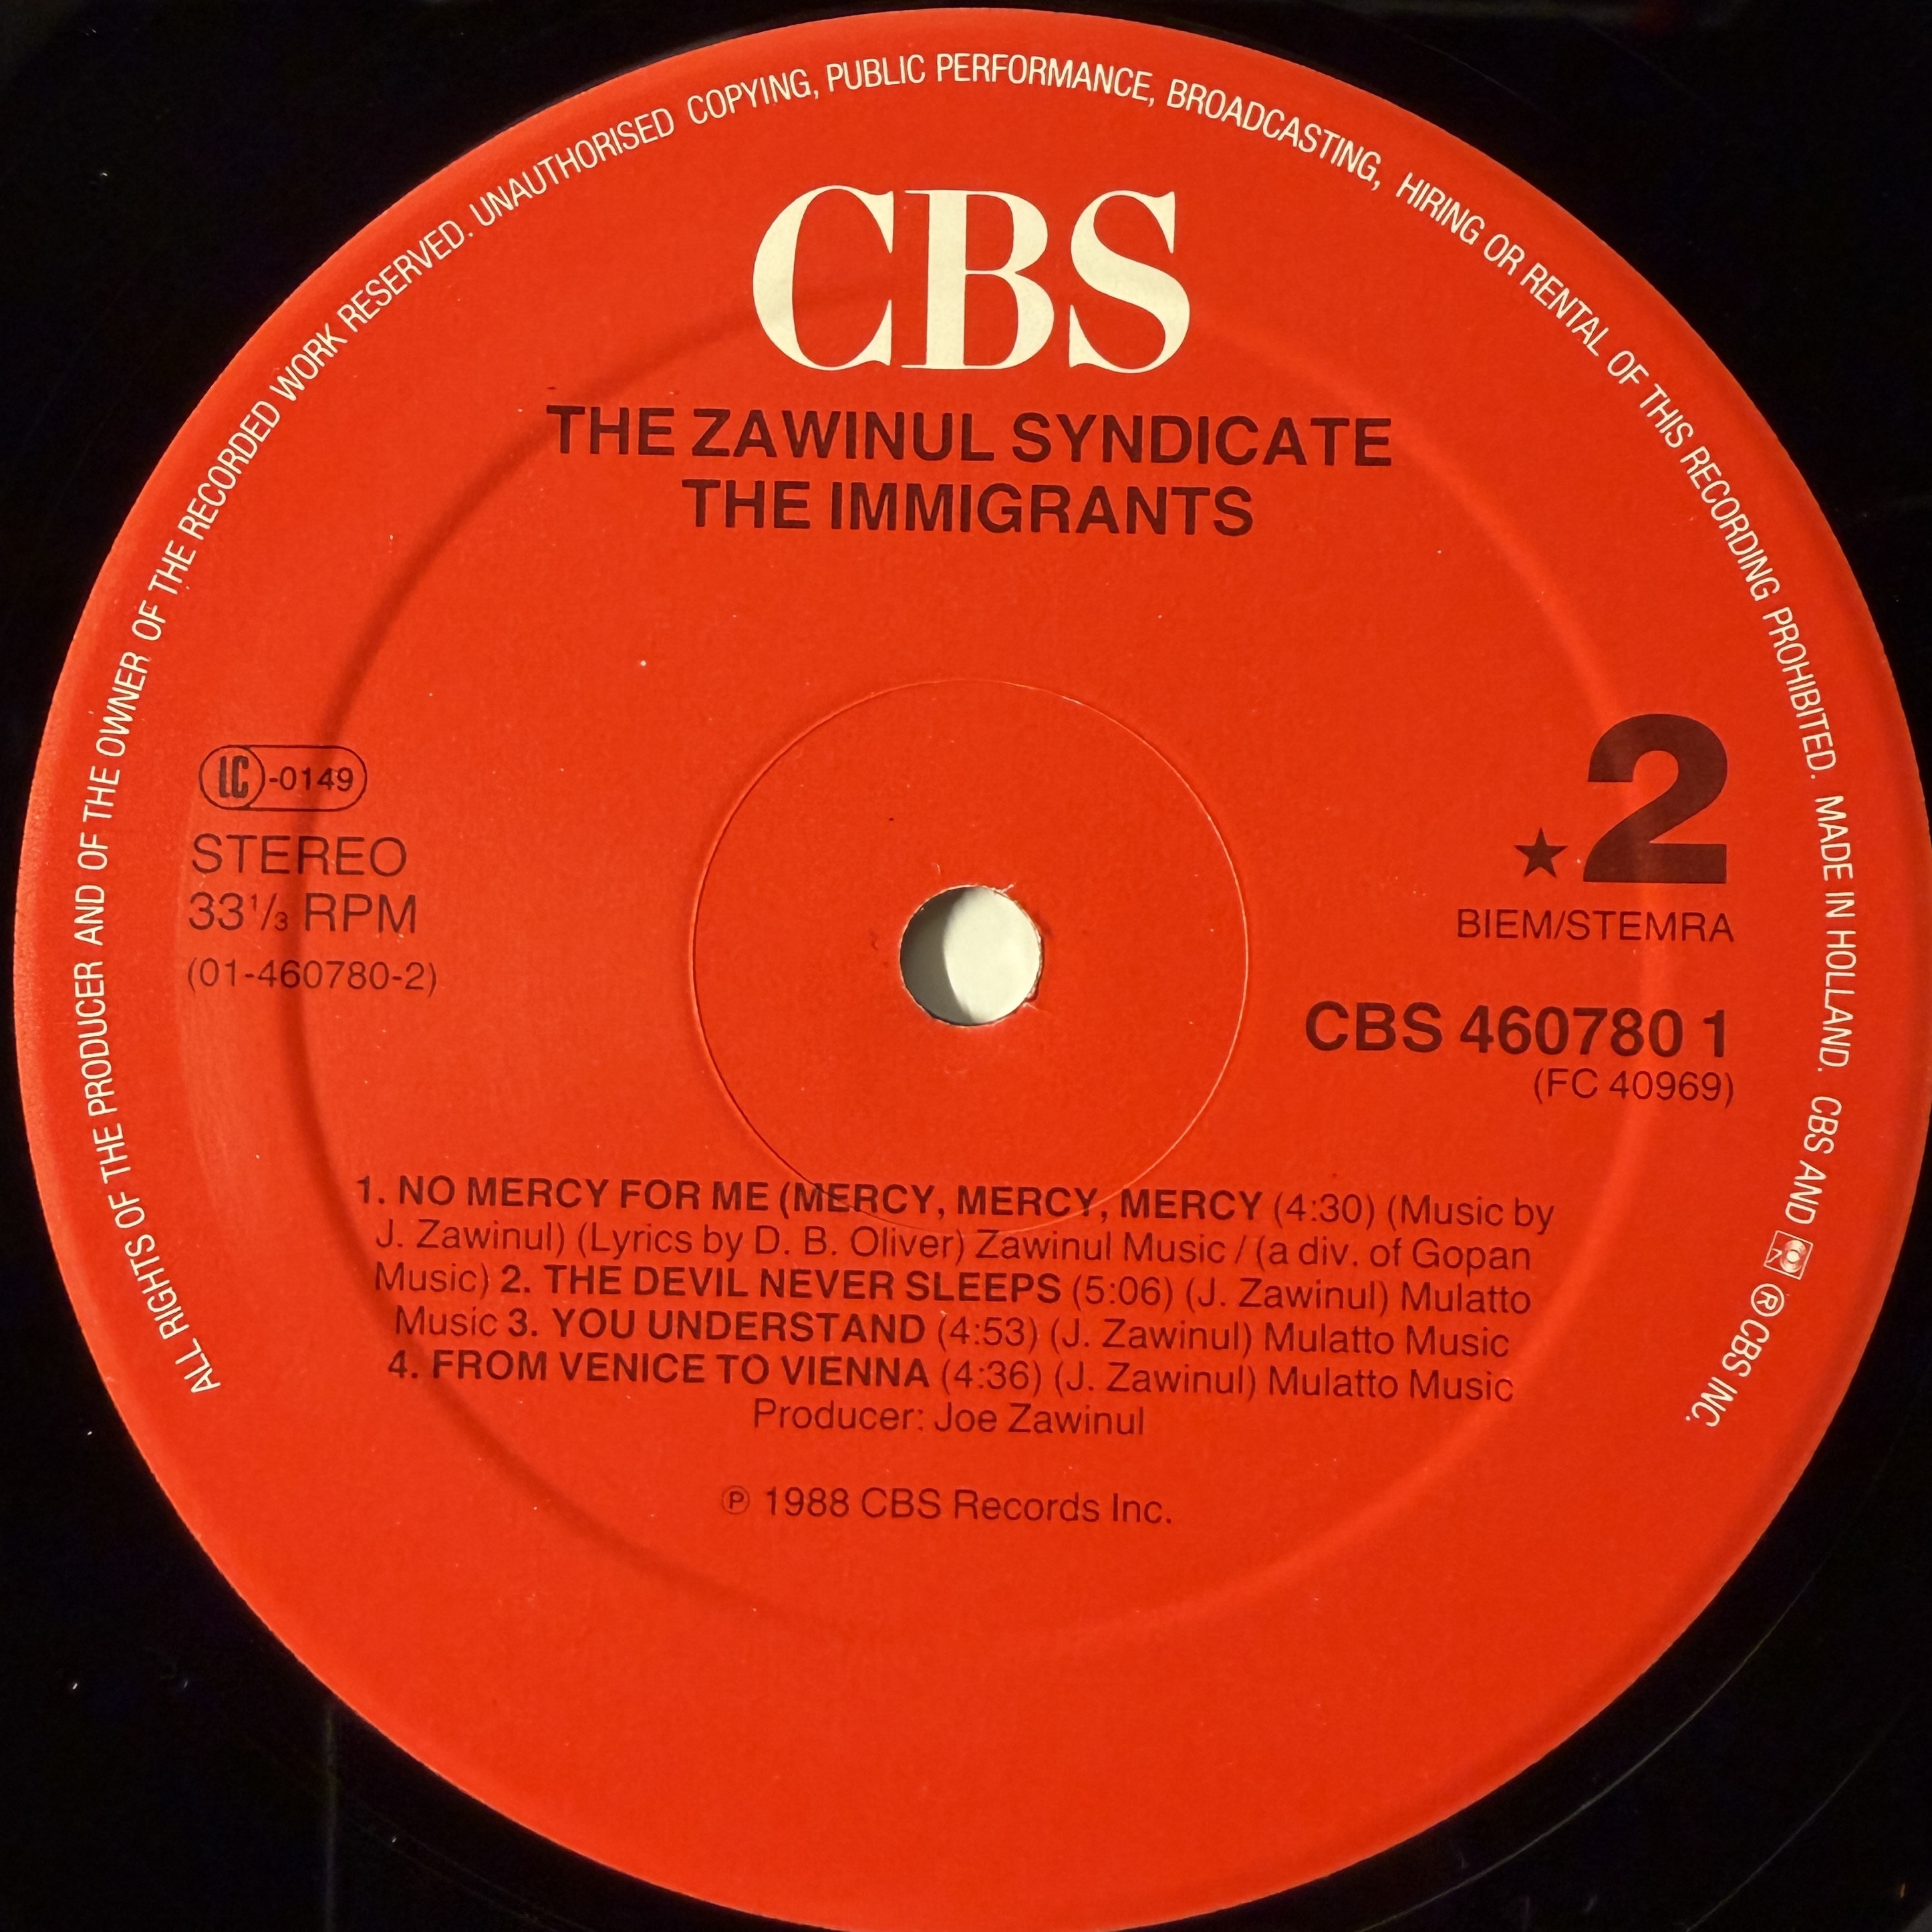 ALL RIGHTS OF THE PRODUCER AND OF THE OWNER OF THE RECORDED WORK RESERVED. UNAUTHORISED COPYING, PUBLIC PERFORMANCE, BROADCASTING, HIRING OR RENTAL OF THIS RECORDING PROHIBITED. MADE IN HOLLAND. CBS AND ® CBS INC.
CBS
THE ZAWINUL SYNDICATE
THE IMMIGRANTS
LC-0149
STEREO
33 1/3 RPM
(01-460780-2)
★2
BIEM/STEMRA
CBS 460780 1
(FC 40969)
1. NO MERCY FOR ME (MERCY, MERCY, MERCY (4:30) (Music by
J. Zawinul) (Lyrics by D. B. Oliver) Zawinul Music / (a div. of Gopan
Music) 2. THE DEVIL NEVER SLEEPS (5:06) (J. Zawinul) Mulatto
Music 3. YOU UNDERSTAND (4:53) (J. Zawinul) Mulatto Music
4. FROM VENICE TO VIENNA (4:36) (J. Zawinul) Mulatto Music
Producer: Joe Zawinul
℗ 1988 CBS Records Inc.